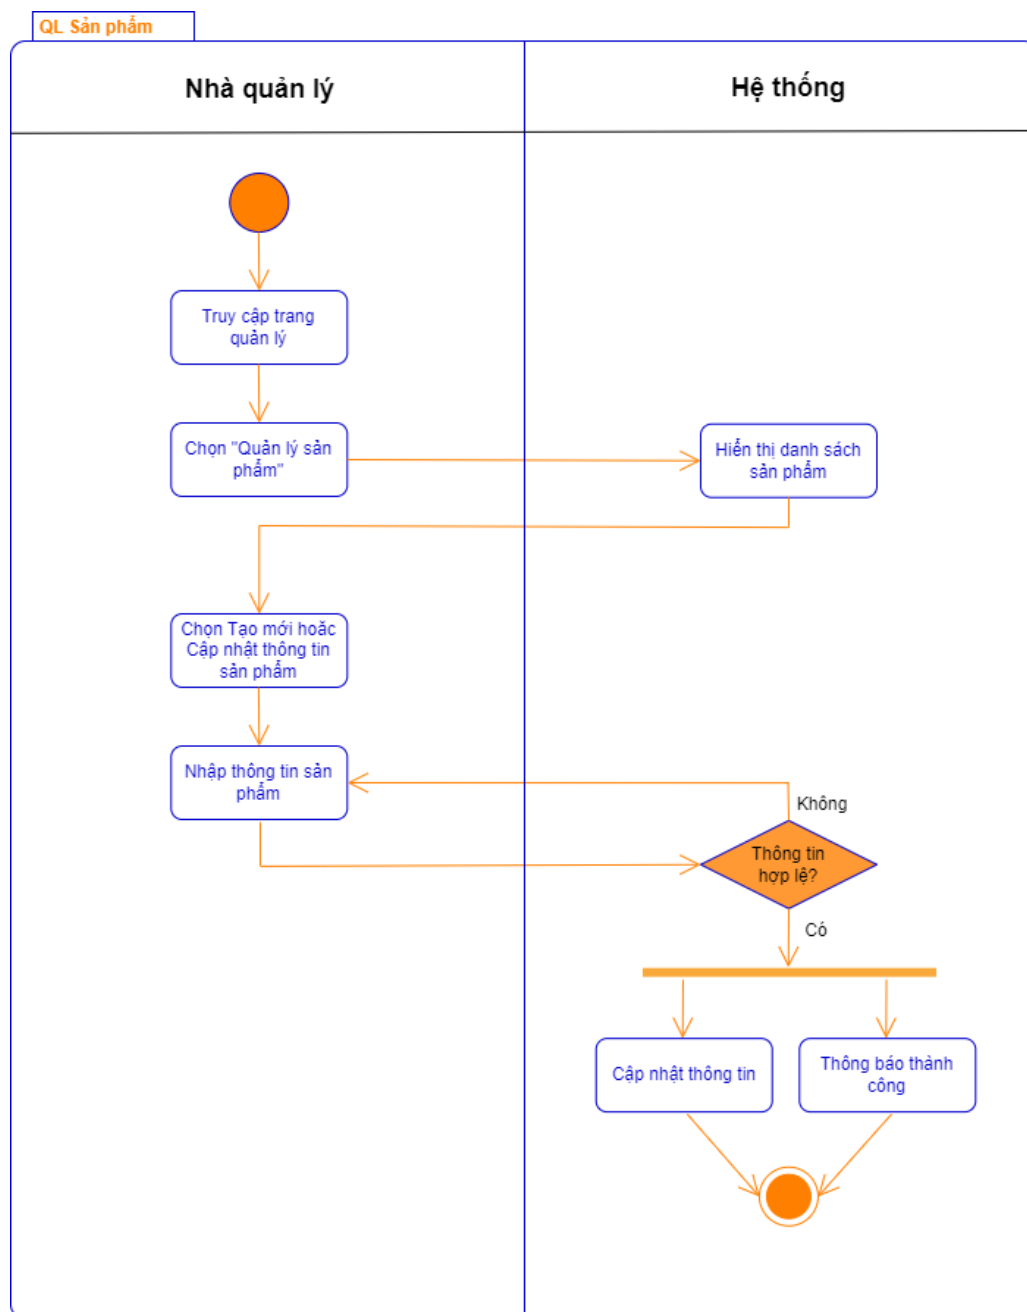 QL Sản phẩm
Nhà quản lý
Hệ thống
Truy cập trang
quản lý
Chọn "Quản lý sản
phẩm"
Hiển thị danh sách
sản phẩm
Chọn Tạo mới hoặc
Cập nhật thông tin
sản phẩm
Nhập thông tin sản
phẩm
Không
Thông tin
hợp lệ?
Có
Cập nhật thông tin
Thông báo thành
công